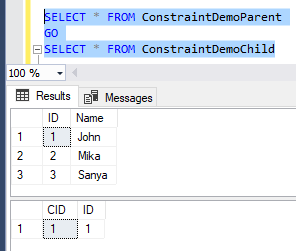 SELECT * FROM ConstraintDemoParent
GO
SELECT * FROM ConstraintDemoChild
100 %
Results Messages
ID Name
1 1 John
2 2 Mika
3 3 Sanya
CID ID
1 1 1